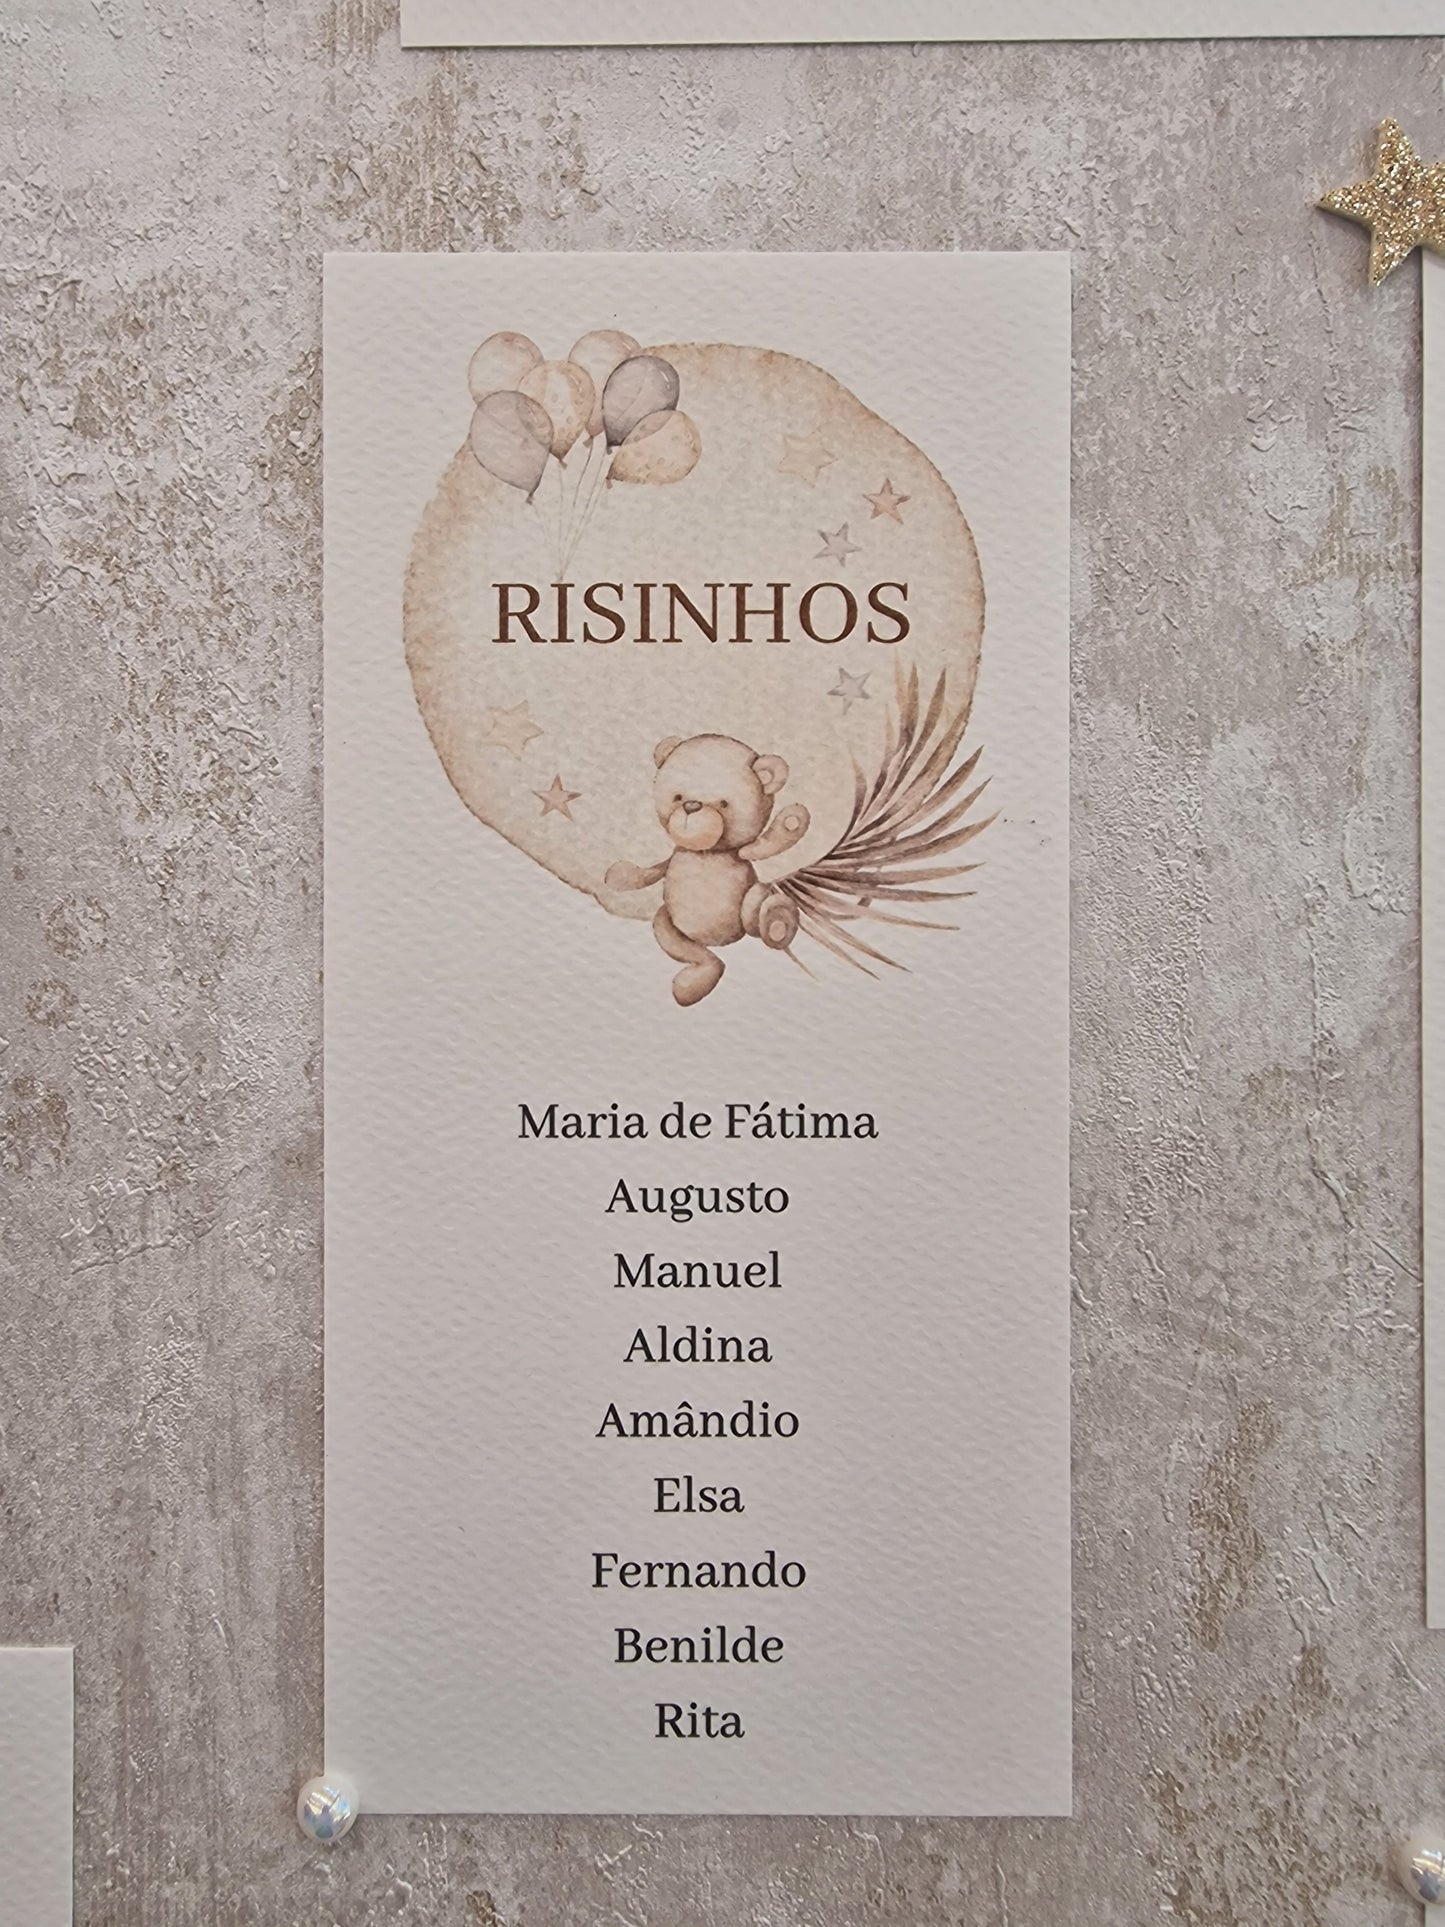 RISINHOS
Maria de Fátima
Augusto
Manuel
Aldina
Amândio
Elsa
Fernando
Benilde
Rita